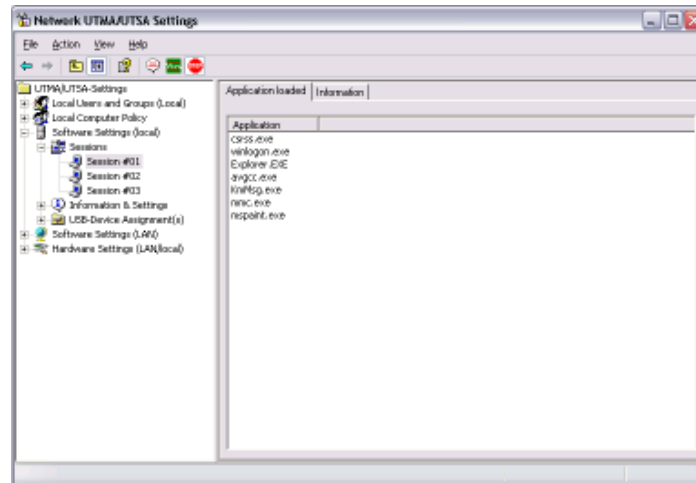 Network UTMA/UTSA Settings
File Action View Help
UTMA/UTSA-Settings
Local Users and Groups (Local)
Local Computer Policy
Software Settings (local)
Sessions
Session #01
Session #02
Session #03
Information & Settings
USB-Device Assignment(s)
Software Settings (LAN)
Hardware Settings (LAN/local)
Application loaded Information
Application
csrss.exe
winlogon.exe
Explorer.EXE
avgcc.exe
KniMsg.exe
mmc.exe
mspaint.exe